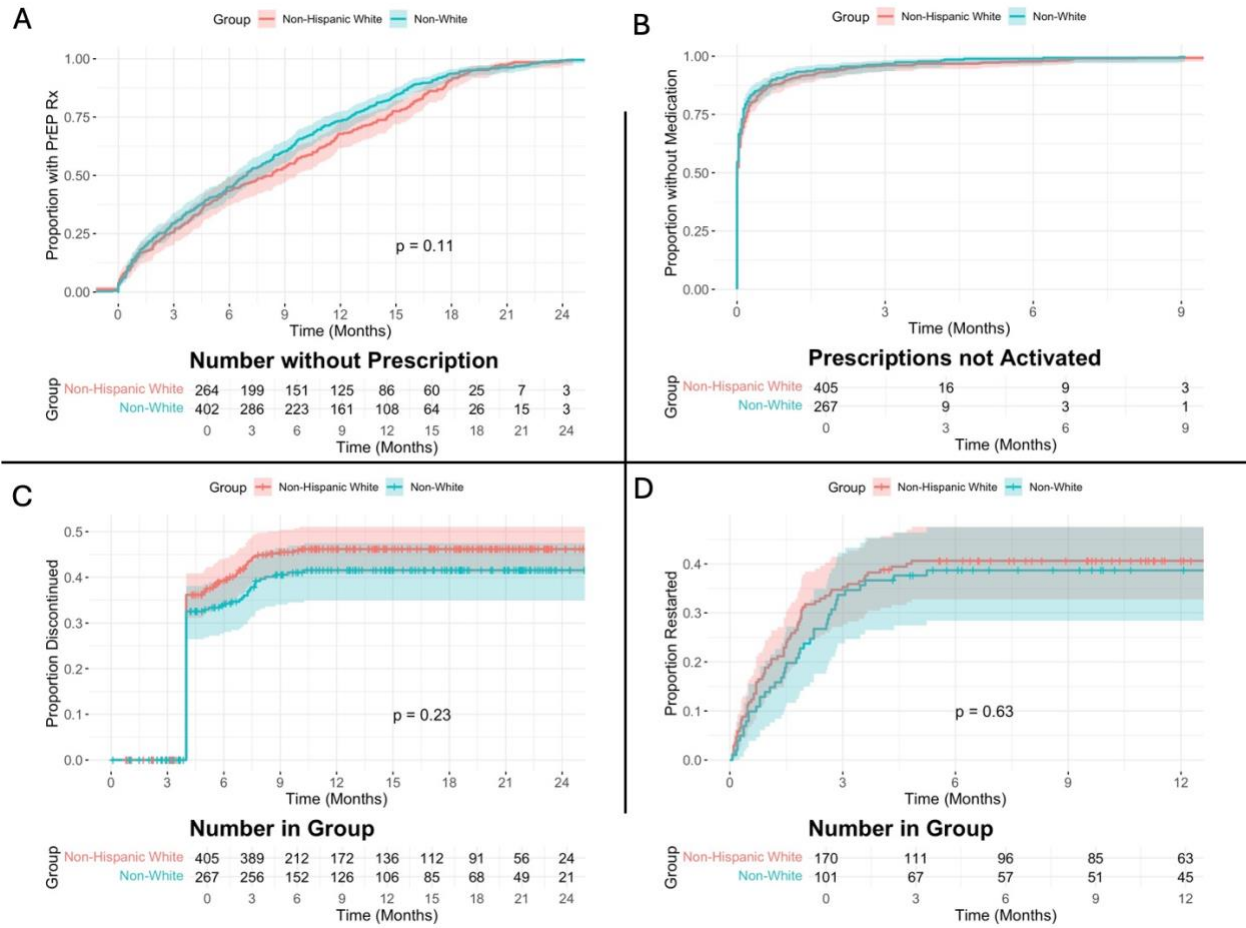 A
Group Non-Hispanic White Non-White
Proportion with PrEP Rx
1.00
0.75
0.50
0.25
0.00
p = 0.11
0 3 6 9 12 15 18 21 24
Time (Months)
Number without Prescription
Group
Non-Hispanic White 264 199 151 125 86 60 25 7 3
Non-White 402 286 223 161 108 64 26 15 3
0 3 6 9 12 15 18 21 24
Time (Months)
B
Group Non-Hispanic White Non-White
Proportion without Medication
1.00
0.75
0.50
0.25
0.00
0 3 6 9
Time (Months)
Prescriptions not Activated
Group
Non-Hispanic White 405 16 9 3
Non-White 267 9 3 1
0 3 6 9
Time (Months)
C
Group Non-Hispanic White Non-White
Proportion Discontinued
0.5
0.4
0.3
0.2
0.1
0.0
p = 0.23
0 3 6 9 12 15 18 21 24
Time (Months)
Number in Group
Group
Non-Hispanic White 405 389 212 172 136 112 91 56 24
Non-White 267 256 152 126 106 85 68 49 21
0 3 6 9 12 15 18 21 24
Time (Months)
D
Group Non-Hispanic White Non-White
Proportion Restarted
0.4
0.3
0.2
0.1
0.0
p = 0.63
0 3 6 9 12
Time (Months)
Number in Group
Group
Non-Hispanic White 170 111 96 85 63
Non-White 101 67 57 51 45
0 3 6 9 12
Time (Months)